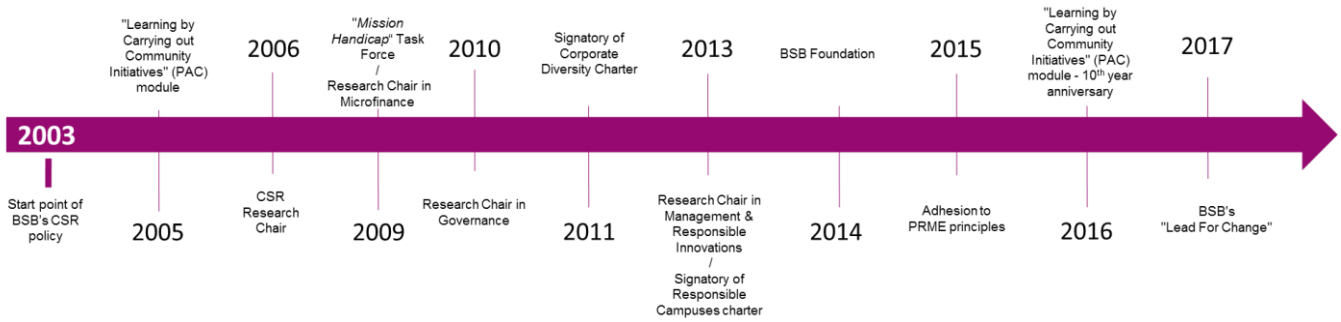 2003
Start point of
BSB's CSR
policy
"Learning by
Carrying out
Community
Initiatives" (PAC)
module
2005
2006
CSR
Research
Chair
"Mission
Handicap" Task
Force
/
Research Chair in
Microfinance
2009
2010
Research Chair in
Governance
Signatory of
Corporate
Diversity Charter
2011
2013
Research Chair in
Management &
Responsible
Innovations
/
Signatory of
Responsible
Campuses charter
BSB Foundation
2014
2015
Adhesion to
PRME principles
"Learning by
Carrying out
Community
Initiatives" (PAC)
module - 10th year
anniversary
2016
2017
BSB's
"Lead For Change"